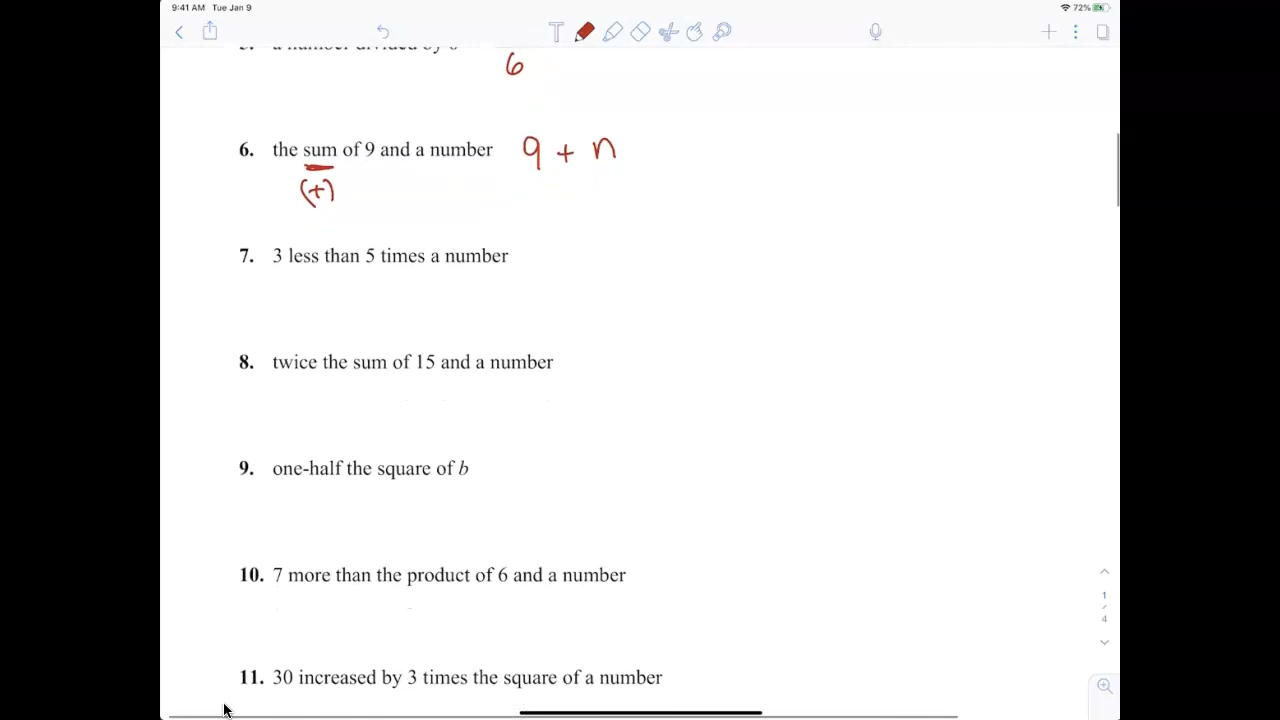 9:41 AM Tue Jan 9
72%
6
6. the sum of 9 and a number 9 + n
(+)
7. 3 less than 5 times a number
8. twice the sum of 15 and a number
9. one-half the square of b
10. 7 more than the product of 6 and a number
1
/
4
11. 30 increased by 3 times the square of a number